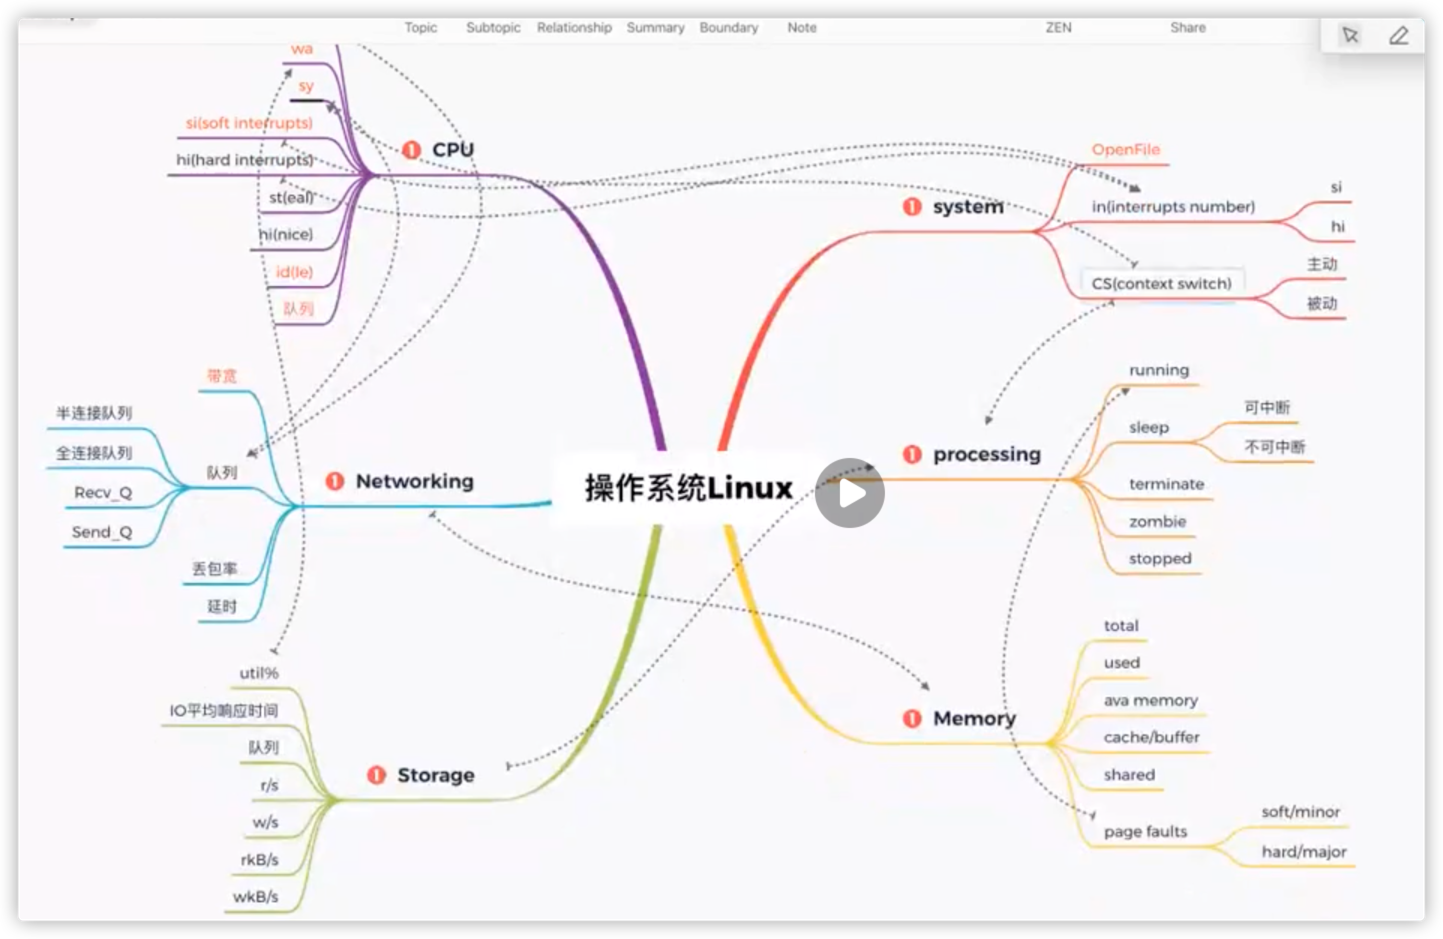 Topic Subtopic Relationship Summary Boundary Note ZEN Share
wa
sy
si(soft interrupts)
hi(hard interrupts)
st(eal)
hi(nice)
id(le)
队列
CPU
带宽
半连接队列
全连接队列
Recv_Q
Send_Q
队列
丢包率
延时
Networking
util%
IO平均响应时间
队列
r/s
w/s
rkB/s
wkB/s
Storage
操作系统Linux
system
OpenFile
in(interrupts number)
si
hi
CS(context switch)
主动
被动
processing
running
sleep
可中断
不可中断
terminate
zombie
stopped
Memory
total
used
ava memory
cache/buffer
shared
page faults
soft/minor
hard/major